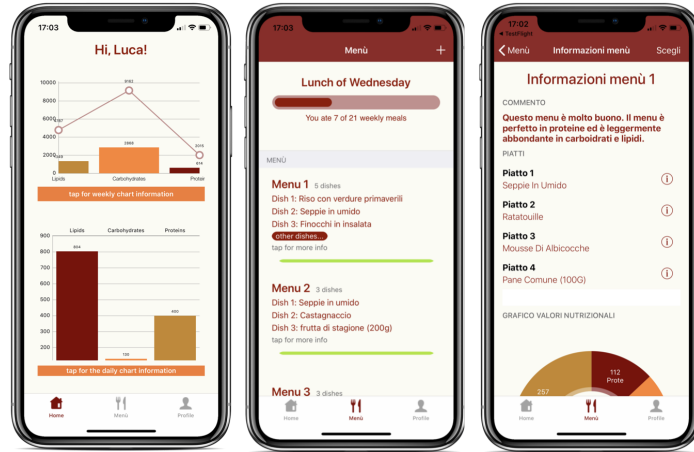 17:03
Hi, Luca!
10000
9162
8000
6000
4000
2868
2015
2000
614
0
Lipids
Carbohydrates
Protei
tap for weekly chart information
Lipids
Carbohydrates
Proteins
900
804
800
700
600
500
400
400
300
200
tap for the daily chart information
Home
Menù
Profile
17:03
Menù
+
Lunch of Wednesday
You ate 7 of 21 weekly meals
MENÙ
Menu 1 5 dishes
Dish 1: Riso con verdure primaverili
Dish 2: Seppie in umido
Dish 3: Finocchi in insalata
other dishes...
tap for more info
Menu 2 3 dishes
Dish 1: Seppie in umido
Dish 2: Castagnaccio
Dish 3: frutta di stagione (200g)
tap for more info
Menu 3 3 dishes
Home
Menù
Profile
17:02
TestFlight
Menù
Informazioni menù
Scegli
Informazioni menù 1
COMMENTO
Questo menu è molto buono. Il menu è
perfetto in proteine ed è leggermente
abbondante in carboidrati e lipidi.
PIATTI
Piatto 1
Seppie In Umido
Piatto 2
Ratatouille
Piatto 3
Mousse Di Albicocche
Piatto 4
Pane Comune (100G)
GRAFICO VALORI NUTRIZIONALI
257
112
Prote
Home
Menù
Profile